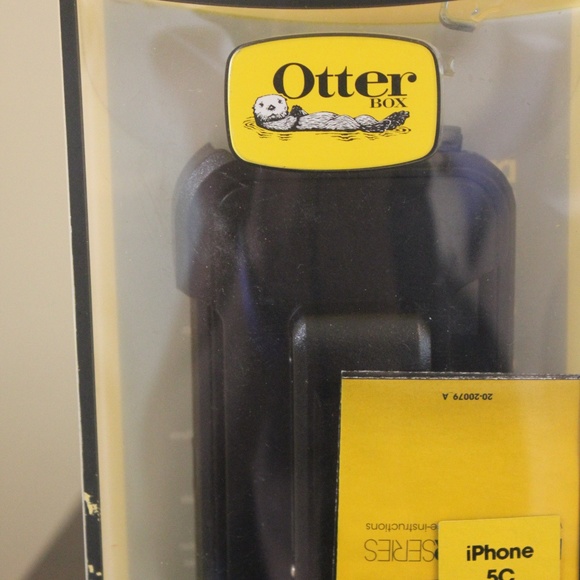 Otter
BOX
20-20079 A
e-instructions
SERIES
iPhone
5C